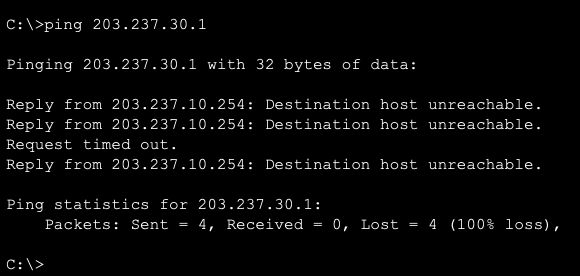 C:\>ping 203.237.30.1
Pinging 203.237.30.1 with 32 bytes of data:
Reply from 203.237.10.254: Destination host unreachable.
Reply from 203.237.10.254: Destination host unreachable.
Request timed out.
Reply from 203.237.10.254: Destination host unreachable.
Ping statistics for 203.237.30.1:
    Packets: Sent = 4, Received = 0, Lost = 4 (100% loss),
C:\>